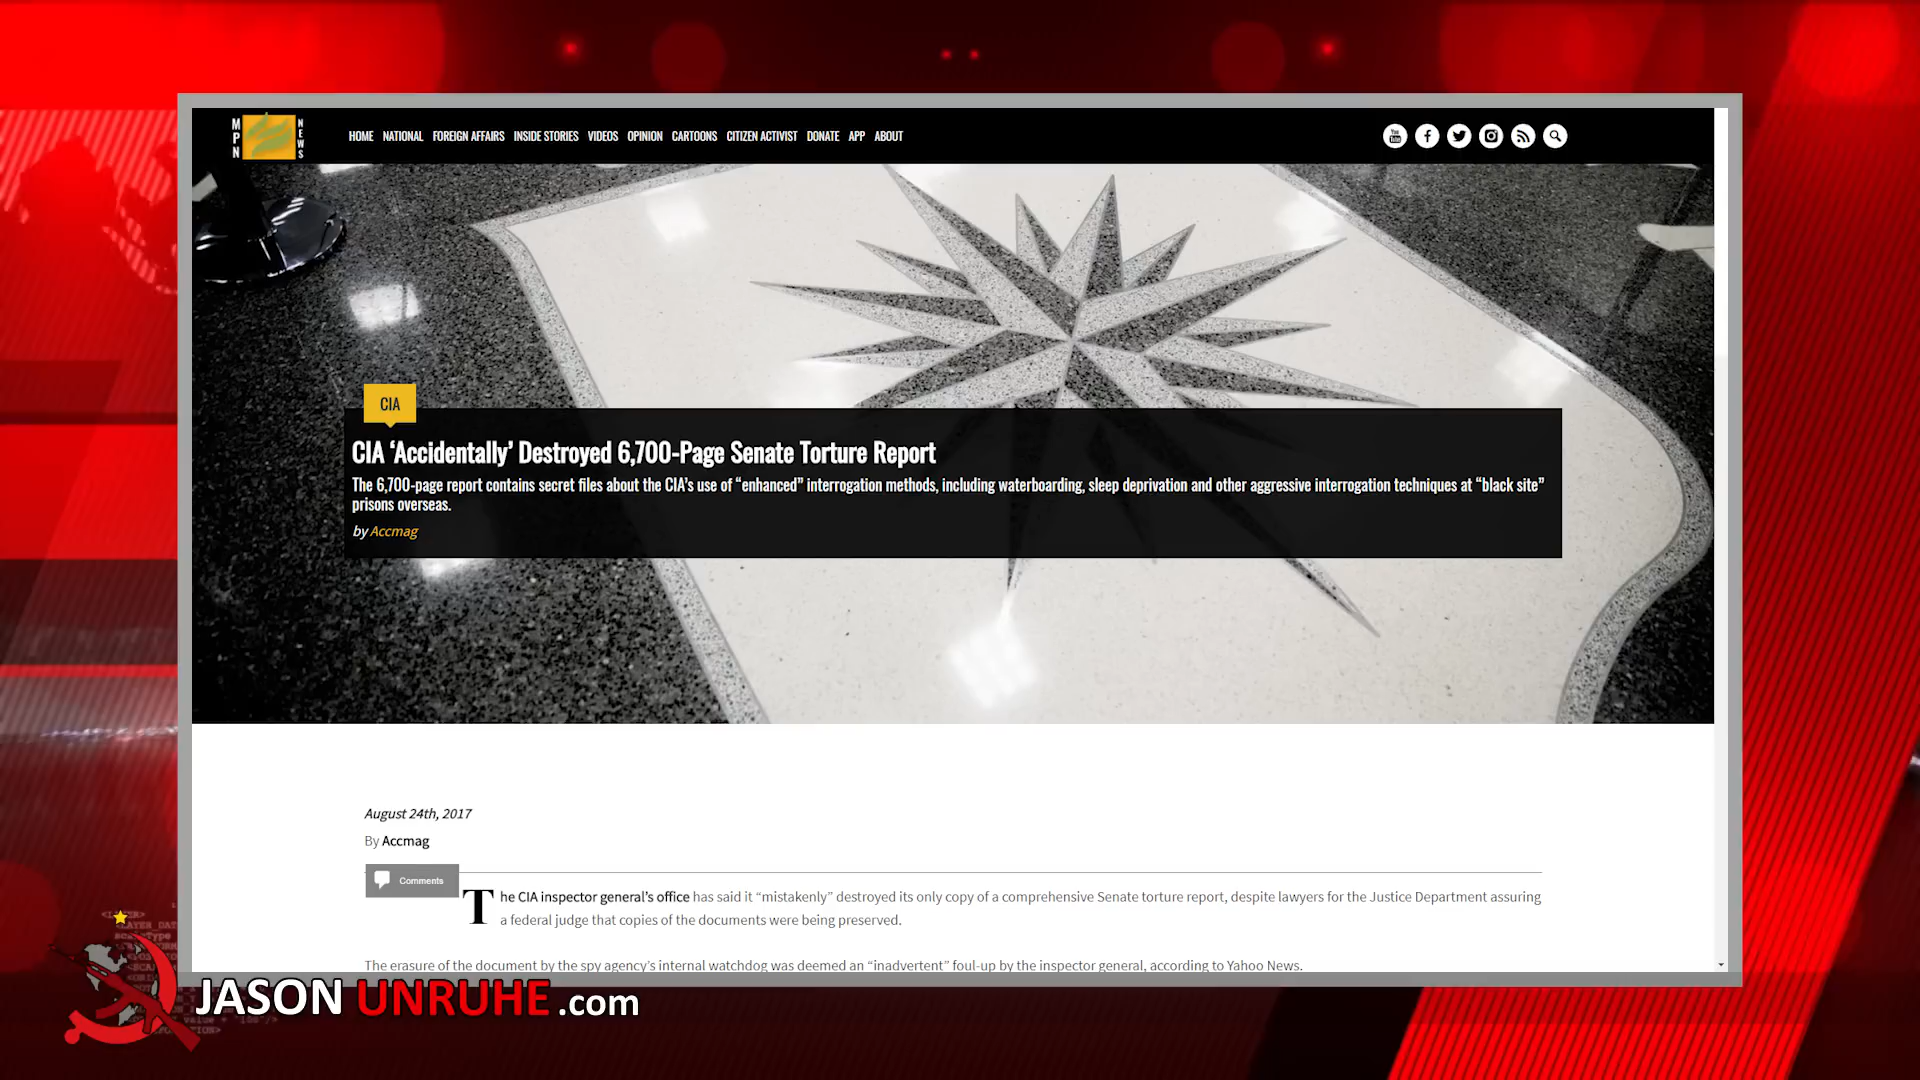 MPN
NEWS
HOME NATIONAL FOREIGN AFFAIRS INSIDE STORIES VIDEOS OPINION CARTOONS CITIZEN ACTIVIST DONATE APP ABOUT
You
Tube
CIA
CIA ‘Accidentally’ Destroyed 6,700-Page Senate Torture Report
The 6,700-page report contains secret files about the CIA’s use of “enhanced” interrogation methods, including waterboarding, sleep deprivation and other aggressive interrogation techniques at “black site”
prisons overseas.
by Accmag
August 24th, 2017
By Accmag
Comments
The CIA inspector general’s office has said it “mistakenly” destroyed its only copy of a comprehensive Senate torture report, despite lawyers for the Justice Department assuring
a federal judge that copies of the documents were being preserved.
The erasure of the document by the spy agency’s internal watchdog was deemed an “inadvertent” foul-up by the inspector general, according to Yahoo News.
JASON UNRUHE.com